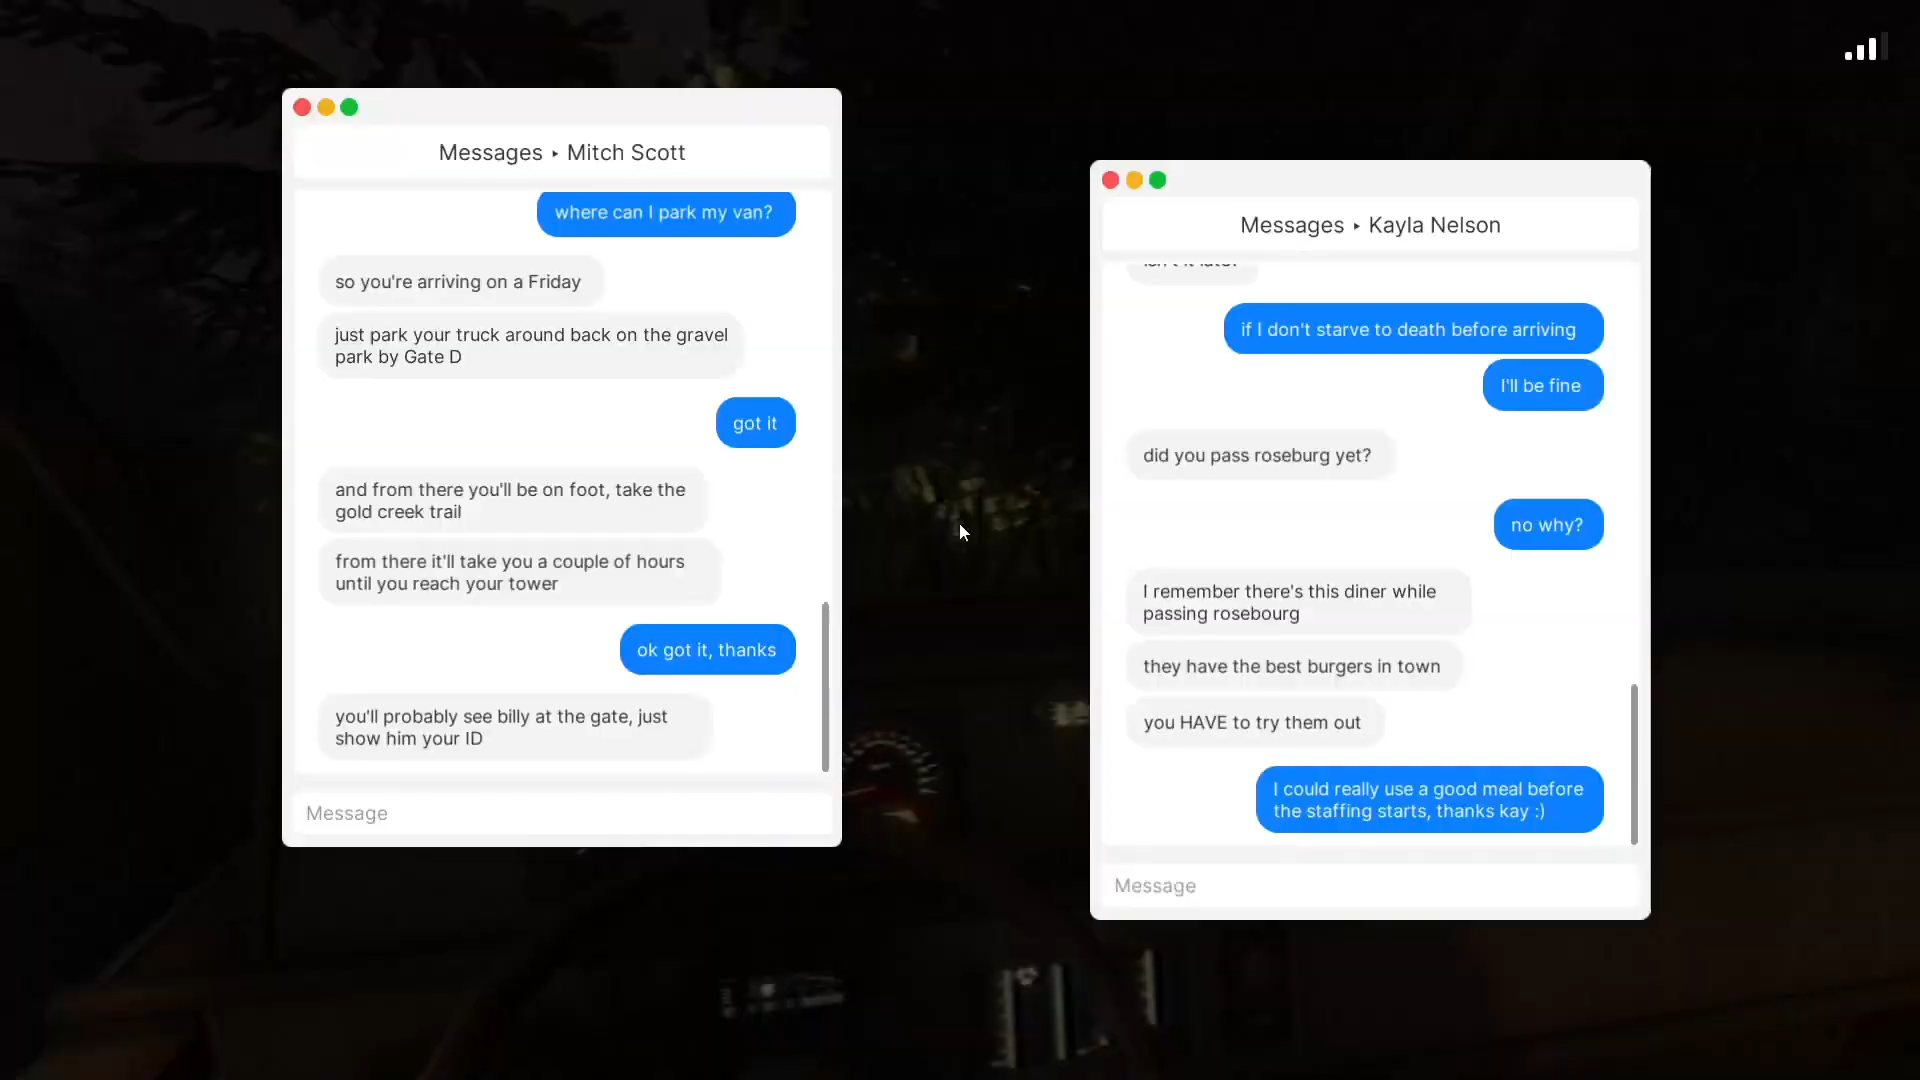 Messages ‣ Mitch Scott
where can I park my van?
so you're arriving on a Friday
just park your truck around back on the gravel
park by Gate D
got it
and from there you'll be on foot, take the
gold creek trail
from there it'll take you a couple of hours
until you reach your tower
ok got it, thanks
you'll probably see billy at the gate, just
show him your ID
Message
Messages ‣ Kayla Nelson
isn't it late?
if I don't starve to death before arriving
I'll be fine
did you pass roseburg yet?
no why?
I remember there's this diner while
passing rosebourg
they have the best burgers in town
you HAVE to try them out
I could really use a good meal before
the staffing starts, thanks kay :)
Message